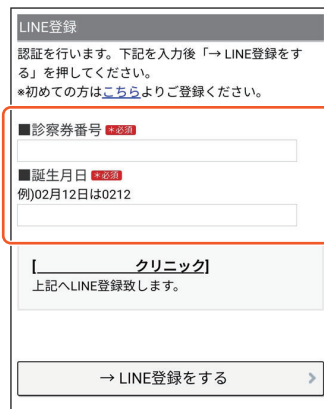 LINE登録
認証を行います。下記を入力後「→ LINE登録をす
る」を押してください。
*初めての方はこちらよりご登録ください。
■診察券番号 *必須
■誕生月日 *必須
例)02月12日は0212
[　　　　　　クリニック]
上記へLINE登録致します。
→ LINE登録をする